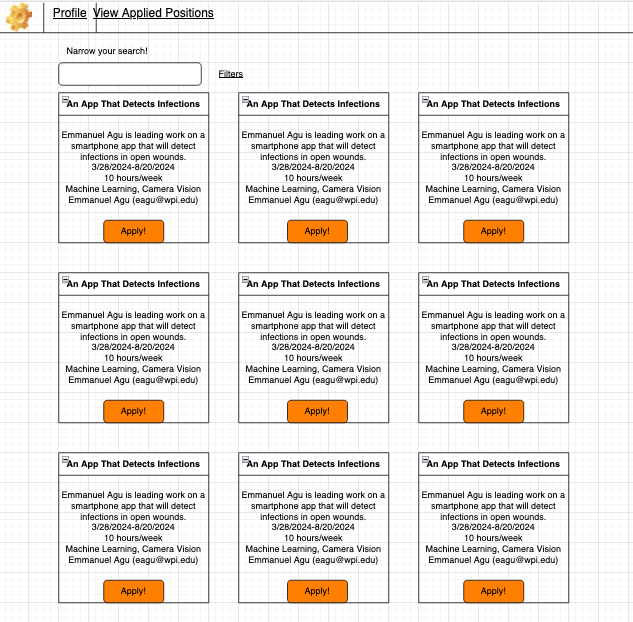 Profile View Applied Positions
Narrow your search!
Filters
An App That Detects Infections
Emmanuel Agu is leading work on a
smartphone app that will detect
infections in open wounds.
3/28/2024-8/20/2024
10 hours/week
Machine Learning, Camera Vision
Emmanuel Agu (eagu@wpi.edu)
Apply!
An App That Detects Infections
Emmanuel Agu is leading work on a
smartphone app that will detect
infections in open wounds.
3/28/2024-8/20/2024
10 hours/week
Machine Learning, Camera Vision
Emmanuel Agu (eagu@wpi.edu)
Apply!
An App That Detects Infections
Emmanuel Agu is leading work on a
smartphone app that will detect
infections in open wounds.
3/28/2024-8/20/2024
10 hours/week
Machine Learning, Camera Vision
Emmanuel Agu (eagu@wpi.edu)
Apply!
An App That Detects Infections
Emmanuel Agu is leading work on a
smartphone app that will detect
infections in open wounds.
3/28/2024-8/20/2024
10 hours/week
Machine Learning, Camera Vision
Emmanuel Agu (eagu@wpi.edu)
Apply!
An App That Detects Infections
Emmanuel Agu is leading work on a
smartphone app that will detect
infections in open wounds.
3/28/2024-8/20/2024
10 hours/week
Machine Learning, Camera Vision
Emmanuel Agu (eagu@wpi.edu)
Apply!
An App That Detects Infections
Emmanuel Agu is leading work on a
smartphone app that will detect
infections in open wounds.
3/28/2024-8/20/2024
10 hours/week
Machine Learning, Camera Vision
Emmanuel Agu (eagu@wpi.edu)
Apply!
An App That Detects Infections
Emmanuel Agu is leading work on a
smartphone app that will detect
infections in open wounds.
3/28/2024-8/20/2024
10 hours/week
Machine Learning, Camera Vision
Emmanuel Agu (eagu@wpi.edu)
Apply!
An App That Detects Infections
Emmanuel Agu is leading work on a
smartphone app that will detect
infections in open wounds.
3/28/2024-8/20/2024
10 hours/week
Machine Learning, Camera Vision
Emmanuel Agu (eagu@wpi.edu)
Apply!
An App That Detects Infections
Emmanuel Agu is leading work on a
smartphone app that will detect
infections in open wounds.
3/28/2024-8/20/2024
10 hours/week
Machine Learning, Camera Vision
Emmanuel Agu (eagu@wpi.edu)
Apply!